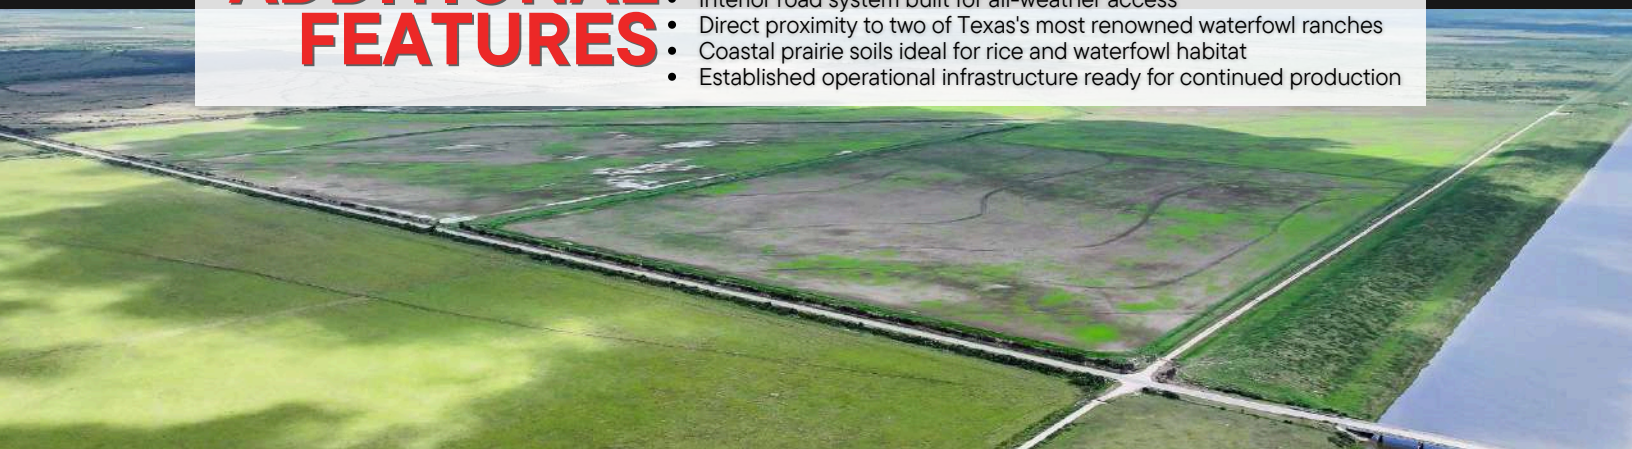 ADDITIONAL
FEATURES
• Interior road system built for all-weather access
• Direct proximity to two of Texas's most renowned waterfowl ranches
• Coastal prairie soils ideal for rice and waterfowl habitat
• Established operational infrastructure ready for continued production